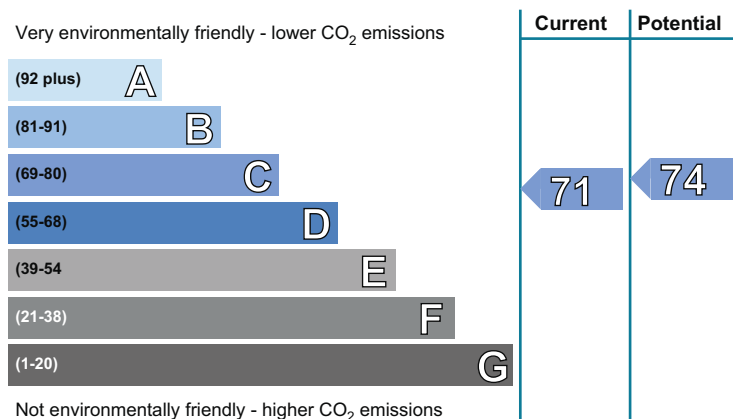 Very environmentally friendly - lower CO₂ emissions
Current
Potential
(92 plus) A
(81-91) B
(69-80) C
71
74
(55-68) D
(39-54 E
(21-38) F
(1-20) G
Not environmentally friendly - higher CO₂ emissions